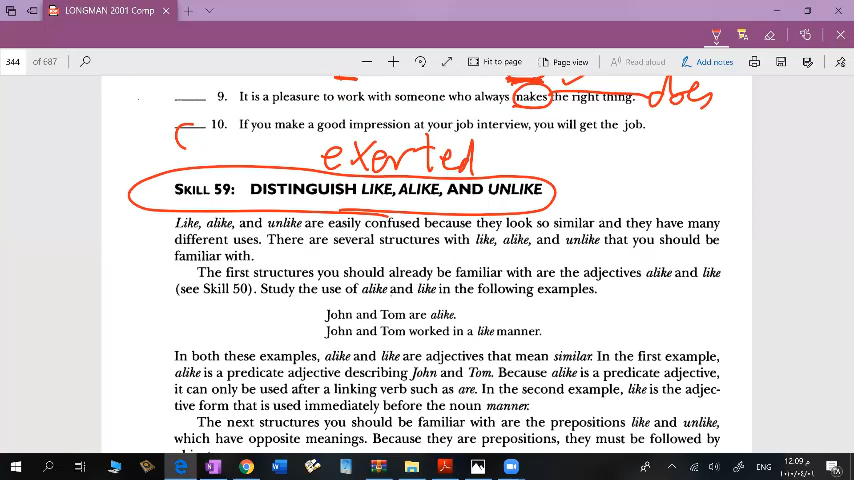 LONGMAN 2001 Comp
344 of 687
Fit to page
Page view
Read aloud
Add notes
9. It is a pleasure to work with someone who always makes the right thing. does
10. If you make a good impression at your job interview, you will get the job.
C
exorted
SKILL 59: DISTINGUISH LIKE, ALIKE, AND UNLIKE
Like, alike, and unlike are easily confused because they look so similar and they have many
different uses. There are several structures with like, alike, and unlike that you should be
familiar with.
The first structures you should already be familiar with are the adjectives alike and like
(see Skill 50). Study the use of alike and like in the following examples.
John and Tom are alike.
John and Tom worked in a like manner.
In both these examples, alike and like are adjectives that mean similar. In the first example,
alike is a predicate adjective describing John and Tom. Because alike is a predicate adjective,
it can only be used after a linking verb such as are. In the second example, like is the adjec-
tive form that is used immediately before the noun manner.
The next structures you should be familiar with are the prepositions like and unlike,
which have opposite meanings. Because they are prepositions, they must be followed by
ENG